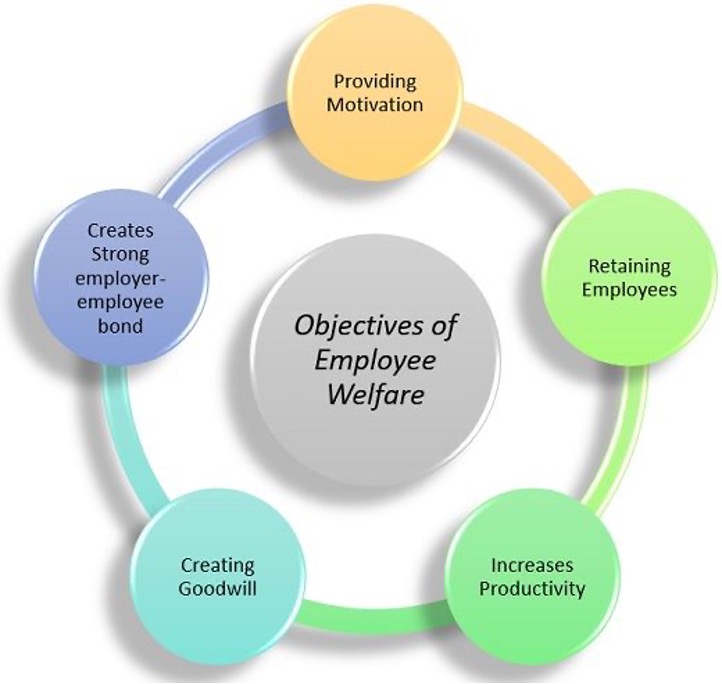 Providing
Motivation
Retaining
Employees
Increases
Productivity
Creating
Goodwill
Creates
Strong
employer-
employee
bond
Objectives of
Employee
Welfare